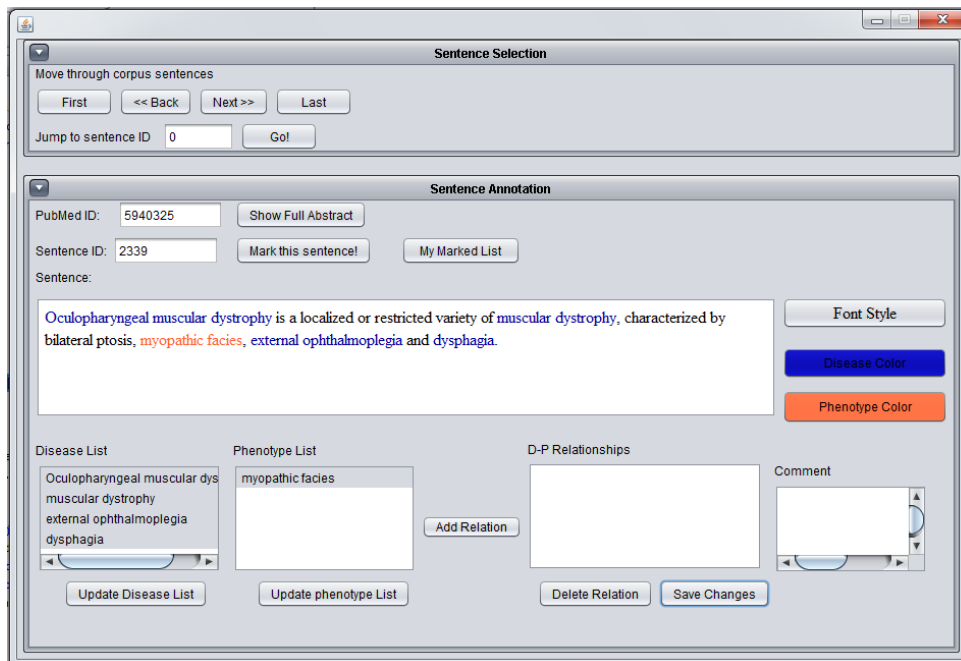 Sentence Selection
Move through corpus sentences
First
<< Back
Next >>
Last
Jump to sentence ID
0
Go!
Sentence Annotation
PubMed ID:
5940325
Show Full Abstract
Sentence ID:
2339
Mark this sentence!
My Marked List
Sentence:
Oculopharyngeal muscular dystrophy is a localized or restricted variety of muscular dystrophy, characterized by
bilateral ptosis, myopathic facies, external ophthalmoplegia and dysphagia.
Font Style
Disease Color
Phenotype Color
Disease List
Phenotype List
D-P Relationships
Comment
Oculopharyngeal muscular dys
muscular dystrophy
external ophthalmoplegia
dysphagia
myopathic facies
Add Relation
Update Disease List
Update phenotype List
Delete Relation
Save Changes